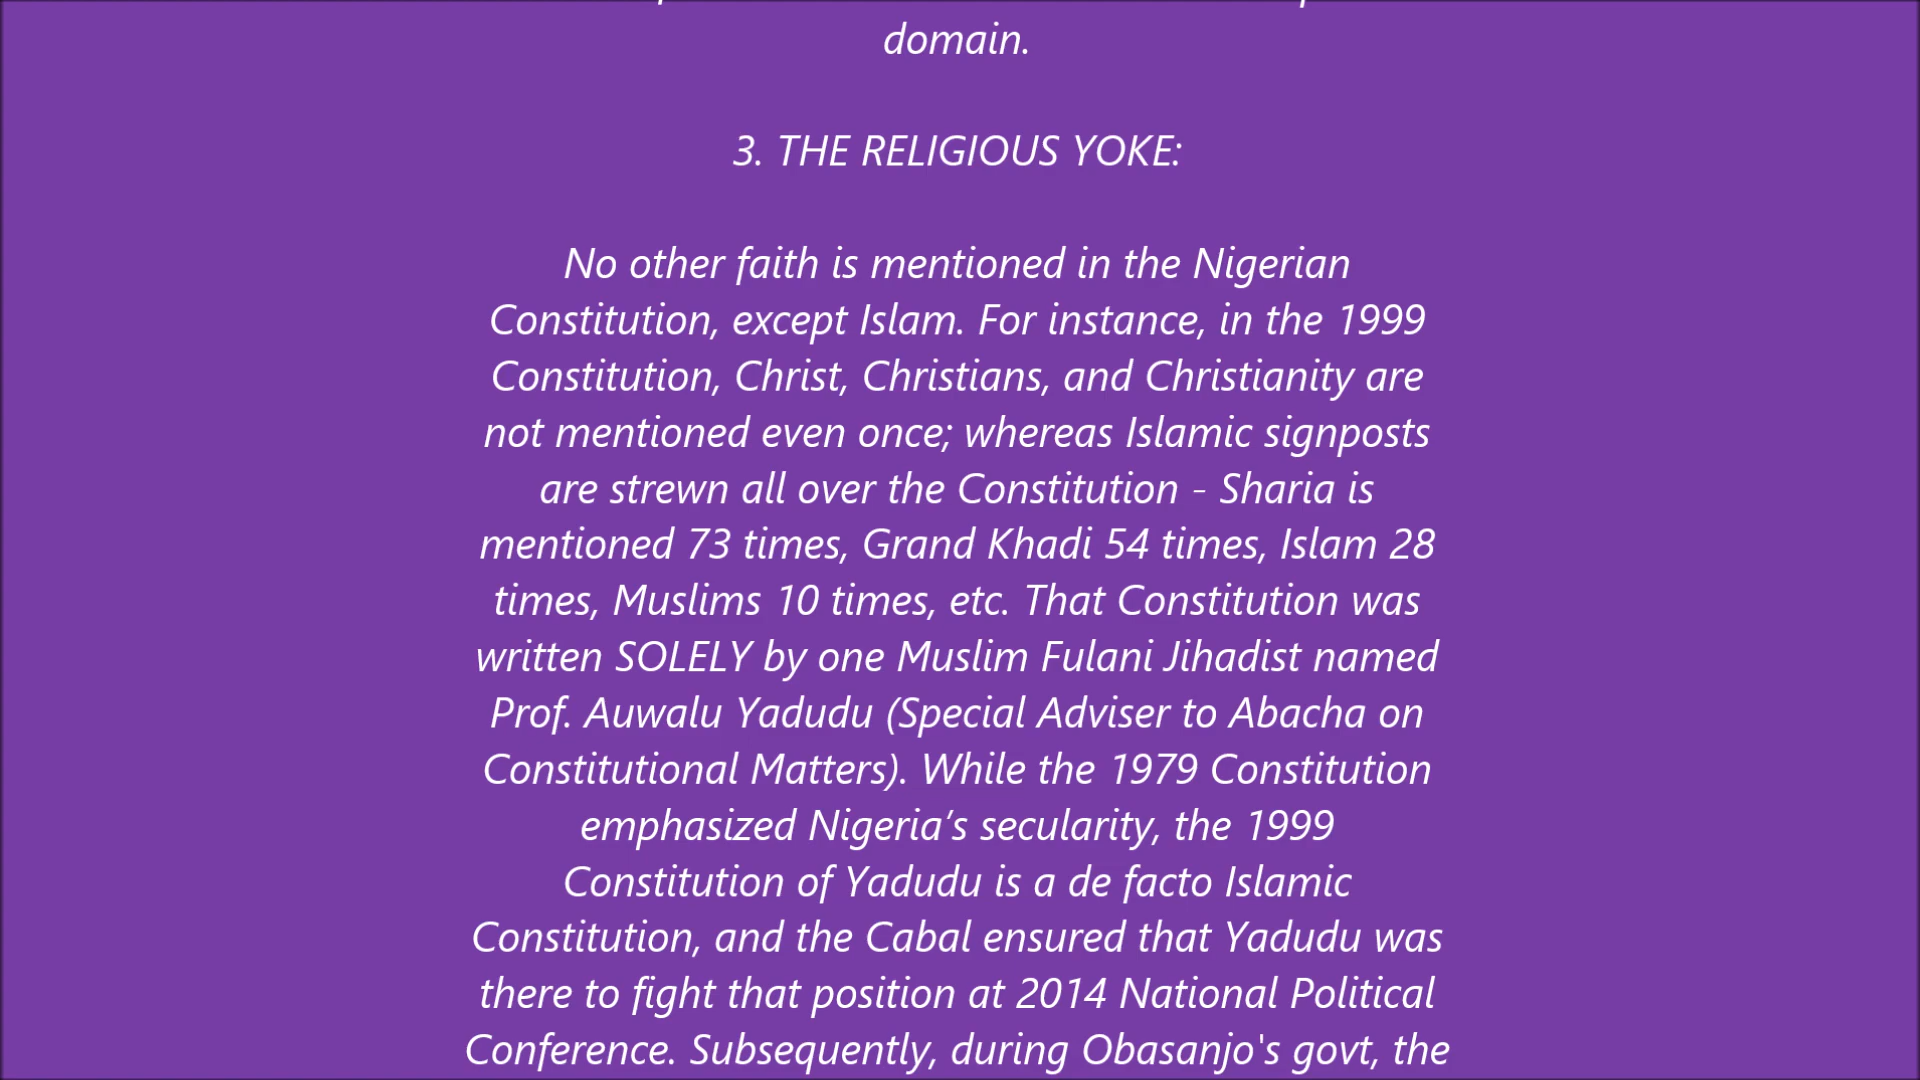 domain.
3. THE RELIGIOUS YOKE:
No other faith is mentioned in the Nigerian
Constitution, except Islam. For instance, in the 1999
Constitution, Christ, Christians, and Christianity are
not mentioned even once; whereas Islamic signposts
are strewn all over the Constitution - Sharia is
mentioned 73 times, Grand Khadi 54 times, Islam 28
times, Muslims 10 times, etc. That Constitution was
written SOLELY by one Muslim Fulani Jihadist named
Prof. Auwalu Yadudu (Special Adviser to Abacha on
Constitutional Matters). While the 1979 Constitution
emphasized Nigeria’s secularity, the 1999
Constitution of Yadudu is a de facto Islamic
Constitution, and the Cabal ensured that Yadudu was
there to fight that position at 2014 National Political
Conference. Subsequently, during Obasanjo's govt, the